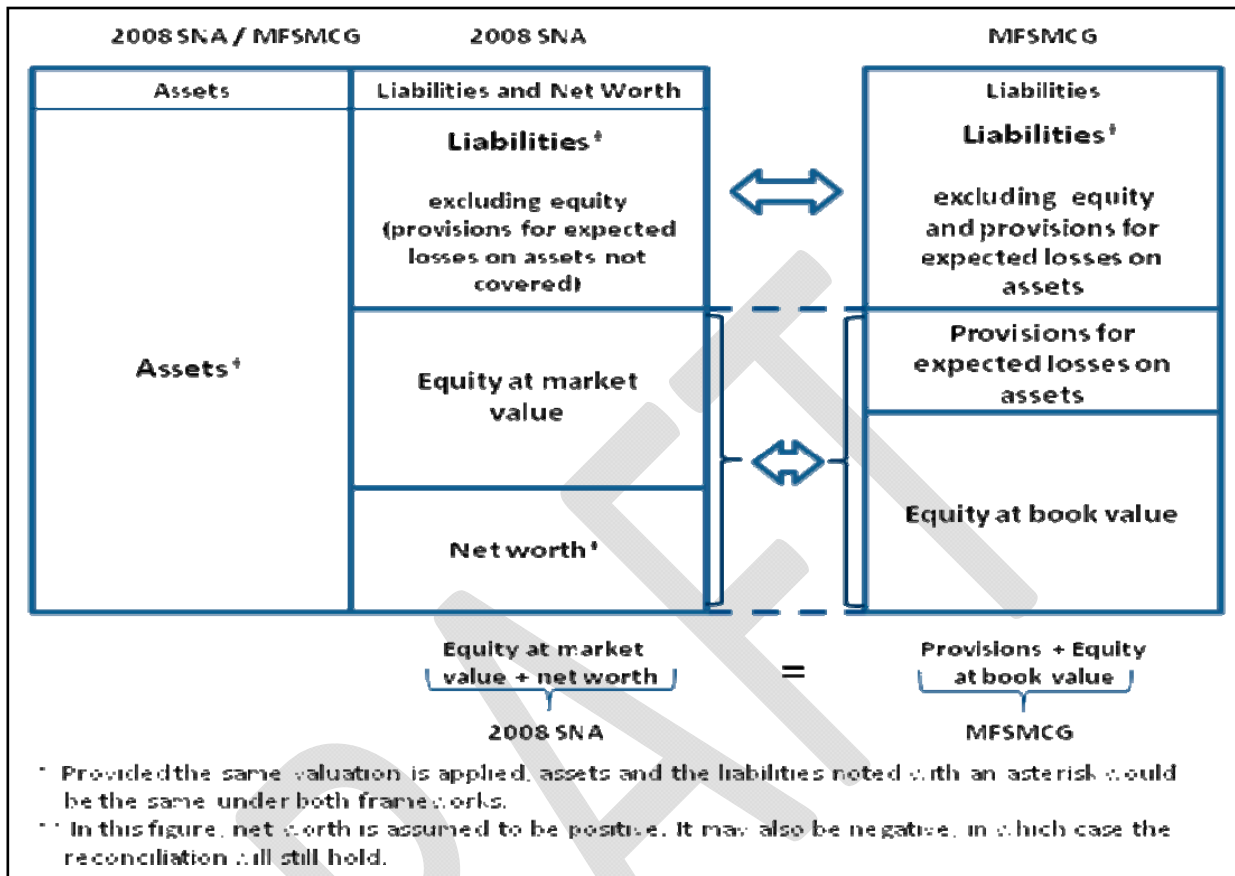 2008 SNA / MFSMCG
2008 SNA
MFSMCG
Assets
Liabilities and Net Worth
Liabilities
Liabilities*
excluding equity
(provisions for expected
losses on assets not
covered)
Liabilities*
excluding equity
and provisions for
expected losses on
assets
Assets*
Equity at market
value
Provisions for
expected losses on
assets
Net worth*
Equity at book value
Equity at market
value + net worth
=
Provisions + Equity
at book value
2008 SNA
MFSMCG
* Provided the same valuation is applied, assets and the liabilities noted with an asterisk would
be the same under both frameworks.
** In this figure, net worth is assumed to be positive. It may also be negative, in which case the
reconciliation will still hold.
DRAFT